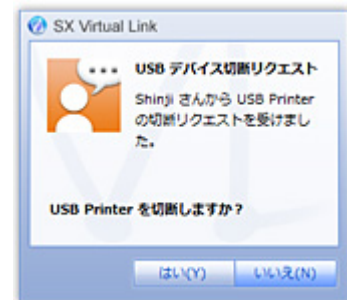 SX Virtual Link
USB デバイス切断リクエスト
Shinji さんから USB Printer
の切断リクエストを受けまし
た。
USB Printer を切断しますか？
はい(Y)
いいえ(N)